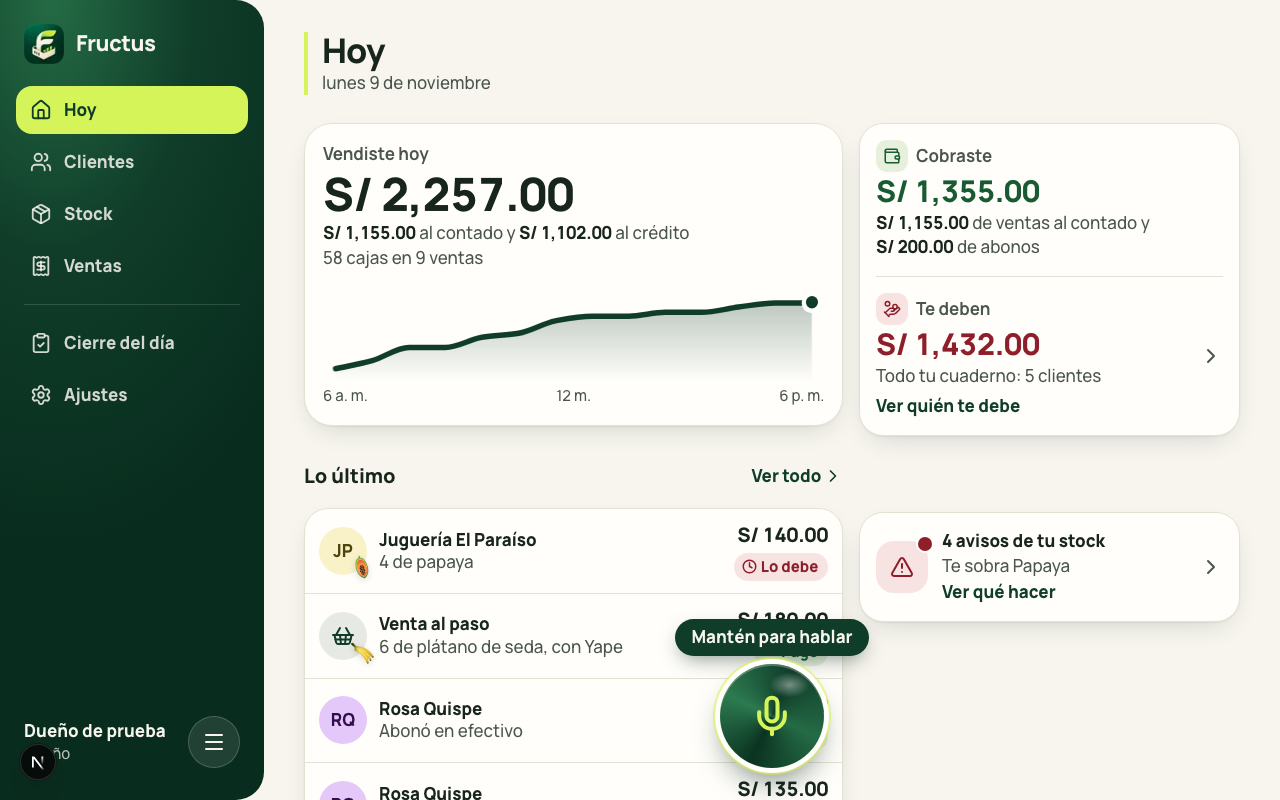 Fructus
Hoy
Clientes
Stock
Ventas
Cierre del día
Ajustes
Dueño de prueba
N
Hoy
lunes 9 de noviembre
Vendiste hoy
S/ 2,257.00
S/ 1,155.00 al contado y S/ 1,102.00 al crédito
58 cajas en 9 ventas
6 a. m.
12 m.
6 p. m.
Cobraste
S/ 1,355.00
S/ 1,155.00 de ventas al contado y
S/ 200.00 de abonos
Te deben
S/ 1,432.00
Todo tu cuaderno: 5 clientes
Ver quién te debe
Lo último
Ver todo
JP
Juguería El Paraíso
4 de papaya
S/ 140.00
Lo debe
Venta al paso
6 de plátano de seda, con Yape
S/ 180.00
Mantén para hablar
RQ
Rosa Quispe
Abonó en efectivo
Rosa Quispe
S/ 135.00
4 avisos de tu stock
Te sobra Papaya
Ver qué hacer